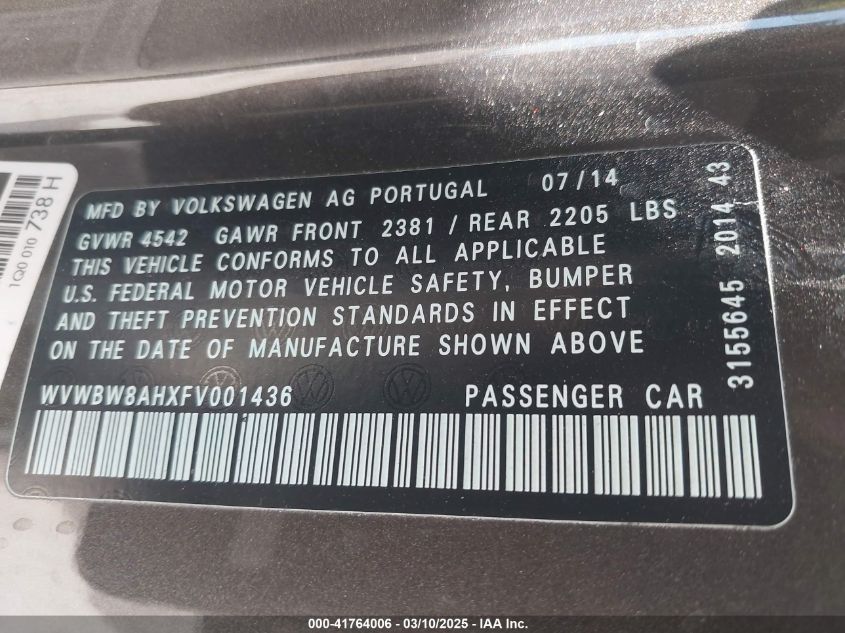 MFD BY VOLKSWAGEN AG PORTUGAL 07/14
GVWR 4542 GAWR FRONT 2381 / REAR 2205 LBS
THIS VEHICLE CONFORMS TO ALL APPLICABLE
U.S. FEDERAL MOTOR VEHICLE SAFETY, BUMPER
AND THEFT PREVENTION STANDARDS IN EFFECT
ON THE DATE OF MANUFACTURE SHOWN ABOVE
WVWBW8AHXFV001436 PASSENGER CAR
3155645 2014 43
1Q0 010 738 H
000-41764006 - 03/10/2025 - IAA Inc.